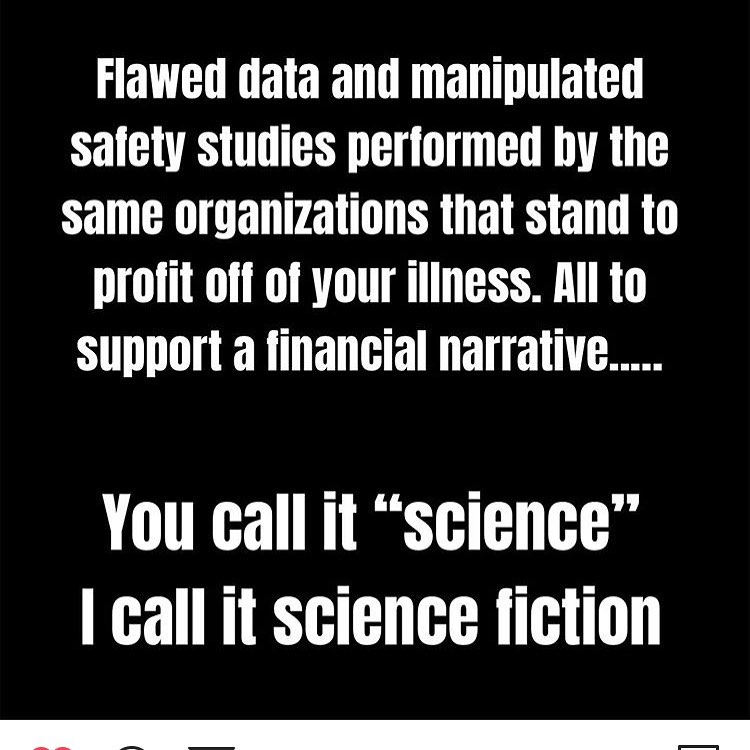 Flawed data and manipulated
safety studies performed by the
same organizations that stand to
profit off of your illness. All to
support a financial narrative.....
You call it “science”
I call it science fiction